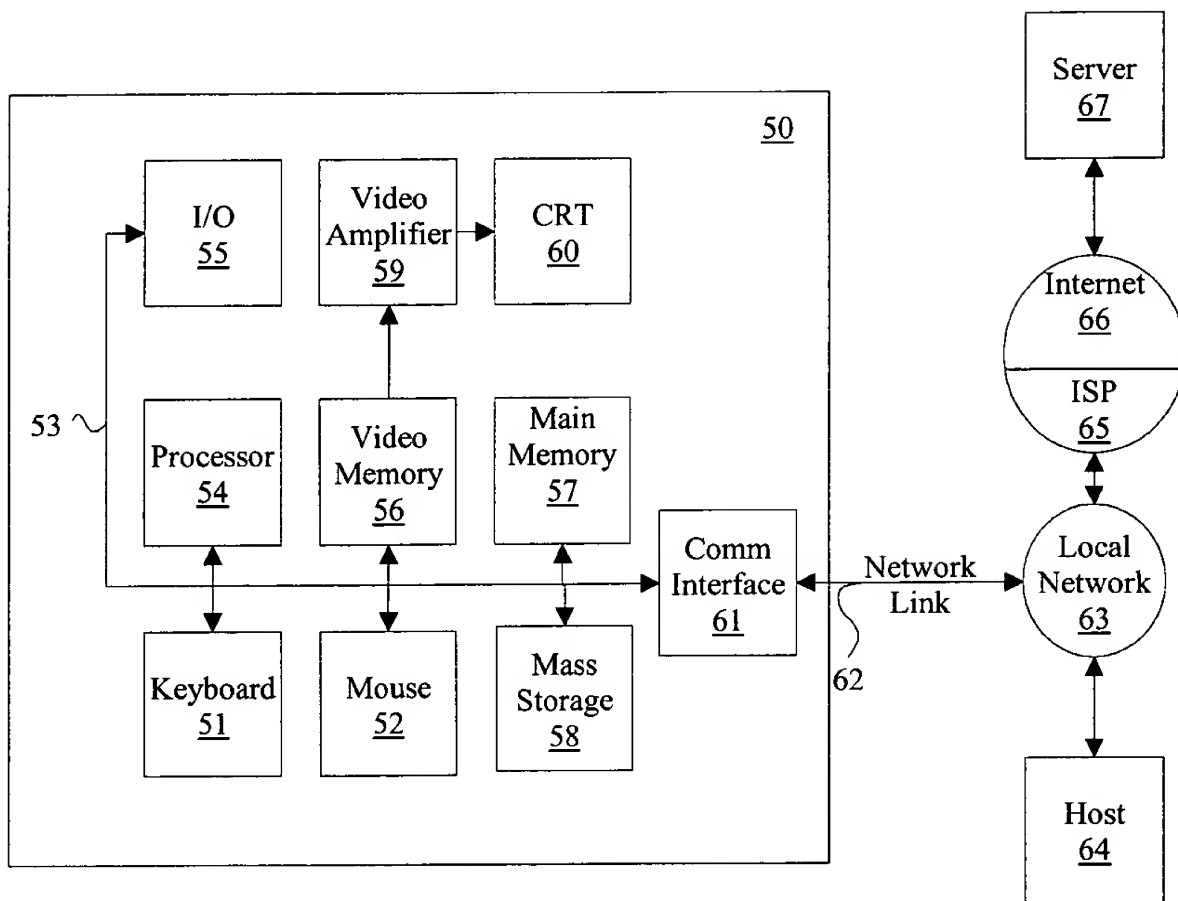 Server
67
50
I/O
55
Video
Amplifier
59
CRT
60
Internet
66
ISP
65
53
Processor
54
Video
Memory
56
Main
Memory
57
Comm
Interface
61
Network
Link
62
Local
Network
63
Keyboard
51
Mouse
52
Mass
Storage
58
Host
64